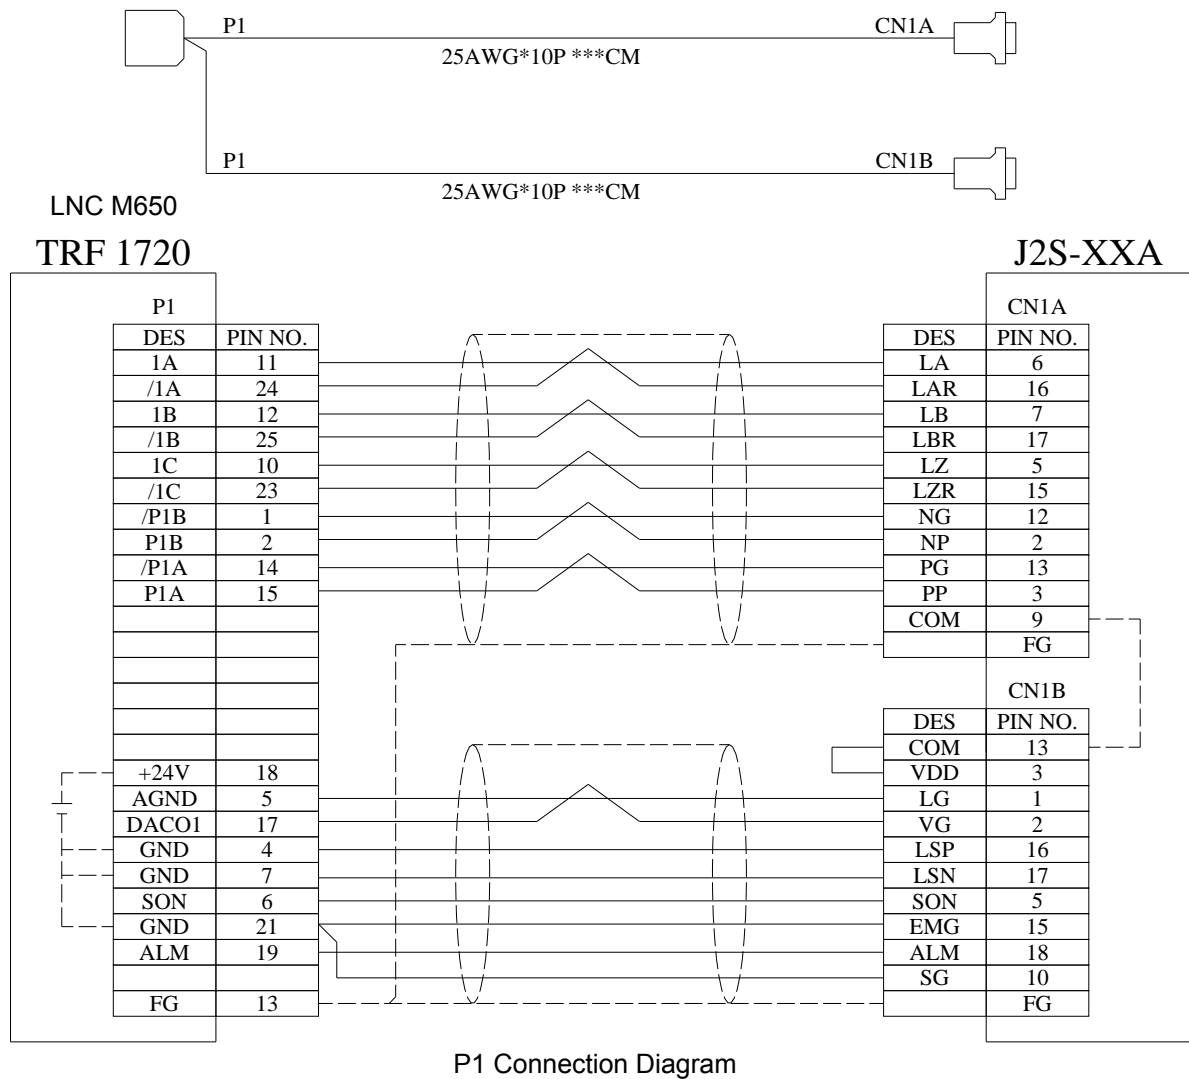 P1 CN1A
25AWG*10P ***CM
P1 CN1B
25AWG*10P ***CM
LNC M650
TRF 1720 J2S-XXA
P1 CN1A
DES PIN NO. DES PIN NO.
1A 11 LA 6
/1A 24 LAR 16
1B 12 LB 7
/1B 25 LBR 17
1C 10 LZ 5
/1C 23 LZR 15
/P1B 1 NG 12
P1B 2 NP 2
/P1A 14 PG 13
P1A 15 PP 3
COM 9
FG
CN1B
DES PIN NO.
COM 13
+24V 18 VDD 3
AGND 5 LG 1
DACO1 17 VG 2
GND 4 LSP 16
GND 7 LSN 17
SON 6 SON 5
GND 21 EMG 15
ALM 19 ALM 18
SG 10
FG 13 FG
P1 Connection Diagram